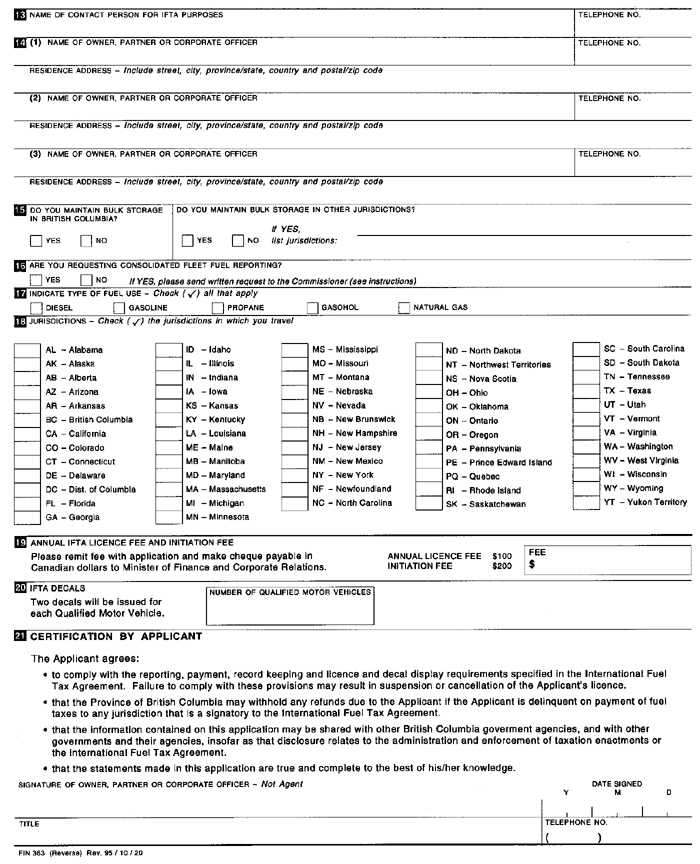 13 NAME OF CONTACT PERSON FOR IFTA PURPOSES TELEPHONE NO.
14 (1) NAME OF OWNER, PARTNER OR CORPORATE OFFICER TELEPHONE NO.
RESIDENCE ADDRESS – Include street, city, province/state, country and postal/zip code
(2) NAME OF OWNER, PARTNER OR CORPORATE OFFICER TELEPHONE NO.
RESIDENCE ADDRESS – Include street, city, province/state, country and postal/zip code
(3) NAME OF OWNER, PARTNER OR CORPORATE OFFICER TELEPHONE NO.
RESIDENCE ADDRESS – Include street, city, province/state, country and postal/zip code
15 DO YOU MAINTAIN BULK STORAGE
IN BRITISH COLUMBIA?
YES NO
DO YOU MAINTAIN BULK STORAGE IN OTHER JURISDICTIONS?
If YES,
YES NO list jurisdictions:
16 ARE YOU REQUESTING CONSOLIDATED FLEET FUEL REPORTING?
YES NO If YES, please send written request to the Commissioner (see instructions)
17 INDICATE TYPE OF FUEL USE – Check (✓) all that apply
DIESEL GASOLINE PROPANE GASOHOL NATURAL GAS
18 JURISDICTIONS – Check (✓) the jurisdictions in which you travel
AL – Alabama
AK – Alaska
AB – Alberta
AZ – Arizona
AR – Arkansas
BC – British Columbia
CA – California
CO – Colorado
CT – Connecticut
DE – Delaware
DC – Dist. of Columbia
FL – Florida
GA – Georgia
ID – Idaho
IL – Illinois
IN – Indiana
IA – Iowa
KS – Kansas
KY – Kentucky
LA – Louisiana
ME – Maine
MB – Manitoba
MD – Maryland
MA – Massachusetts
MI – Michigan
MN – Minnesota
MS – Mississippi
MO – Missouri
MT – Montana
NE – Nebraska
NV – Nevada
NB – New Brunswick
NH – New Hampshire
NJ – New Jersey
NM – New Mexico
NY – New York
NF – Newfoundland
NC – North Carolina
ND – North Dakota
NT – Northwest Territories
NS – Nova Scotia
OH – Ohio
OK – Oklahoma
ON – Ontario
OR – Oregon
PA – Pennsylvania
PE – Prince Edward Island
PQ – Quebec
RI – Rhode Island
SK – Saskatchewan
SC – South Carolina
SD – South Dakota
TN – Tennessee
TX – Texas
UT – Utah
VT – Vermont
VA – Virginia
WA – Washington
WV – West Virginia
WI – Wisconsin
WY – Wyoming
YT – Yukon Territory
19 ANNUAL IFTA LICENCE FEE AND INITIATION FEE
Please remit fee with application and make cheque payable in
Canadian dollars to Minister of Finance and Corporate Relations.
ANNUAL LICENCE FEE $100
INITIATION FEE $200
FEE
$
20 IFTA DECALS
Two decals will be issued for
each Qualified Motor Vehicle.
NUMBER OF QUALIFIED MOTOR VEHICLES
21 CERTIFICATION BY APPLICANT
The Applicant agrees:
• to comply with the reporting, payment, record keeping and licence and decal display requirements specified in the International Fuel
Tax Agreement. Failure to comply with these provisions may result in suspension or cancellation of the Applicant's licence.
• that the Province of British Columbia may withhold any refunds due to the Applicant if the Applicant is delinquent on payment of fuel
taxes to any jurisdiction that is a signatory to the International Fuel Tax Agreement.
• that the information contained on this application may be shared with other British Columbia goverment agencies, and with other
governments and their agencies, insofar as that disclosure relates to the administration and enforcement of taxation enactments or
the International Fuel Tax Agreement.
• that the statements made in this application are true and complete to the best of his/her knowledge.
SIGNATURE OF OWNER, PARTNER OR CORPORATE OFFICER – Not Agent DATE SIGNED
Y M D
TITLE TELEPHONE NO.
( )
FIN 363 (Reverse) Rev. 95 / 10 / 20